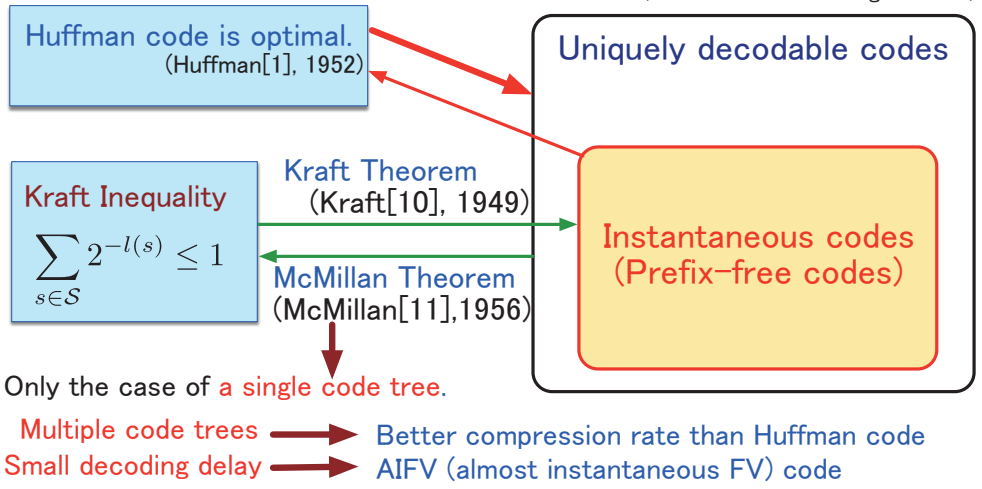 Huffman code is optimal.
(Huffman[1], 1952)
Uniquely decodable codes
Kraft Inequality
∑ 2^{-l(s)} ≤ 1
s∈𝒮
Kraft Theorem
(Kraft[10], 1949)
McMillan Theorem
(McMillan[11],1956)
Instantaneous codes
(Prefix-free codes)
Only the case of a single code tree.
Multiple code trees
Better compression rate than Huffman code
Small decoding delay
AIFV (almost instantaneous FV) code